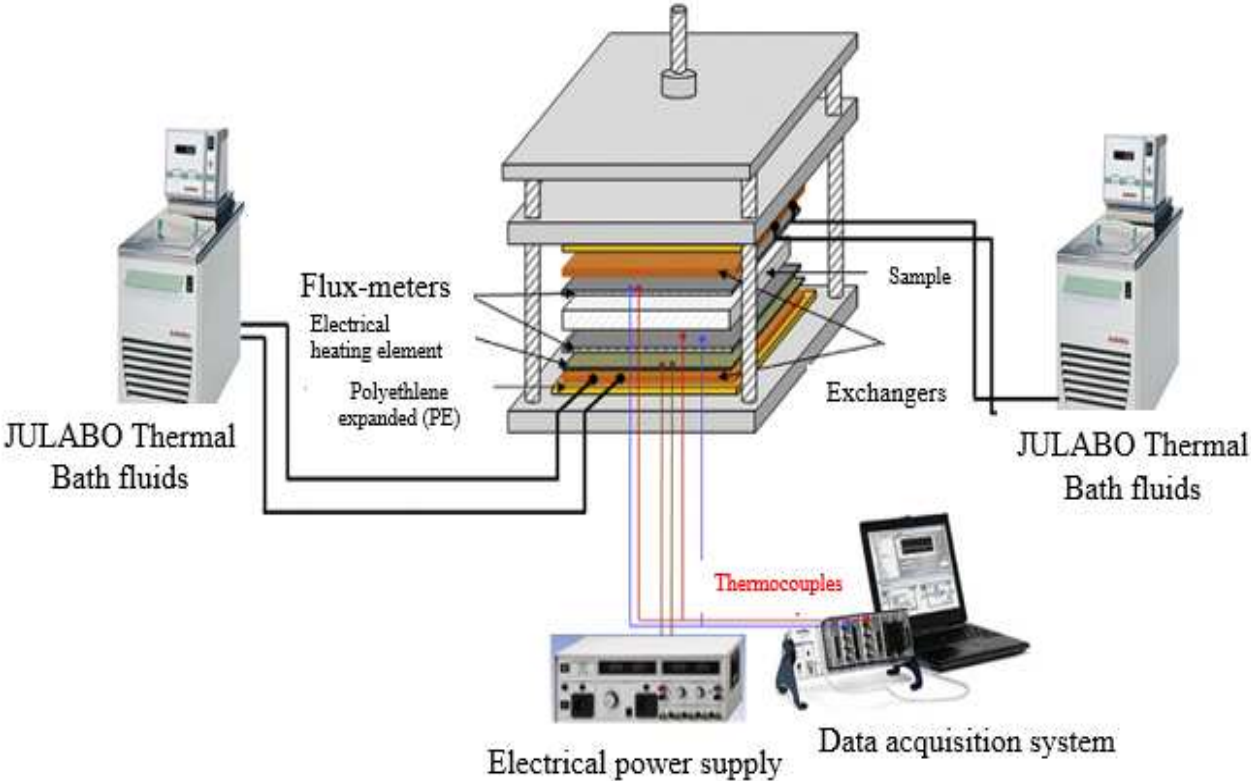 Flux-meters
Electrical
heating element
Polyethlene
expanded (PE)
Sample
Exchangers
JULABO Thermal
Bath fluids
JULABO Thermal
Bath fluids
Thermocouples
Electrical power supply
Data acquisition system